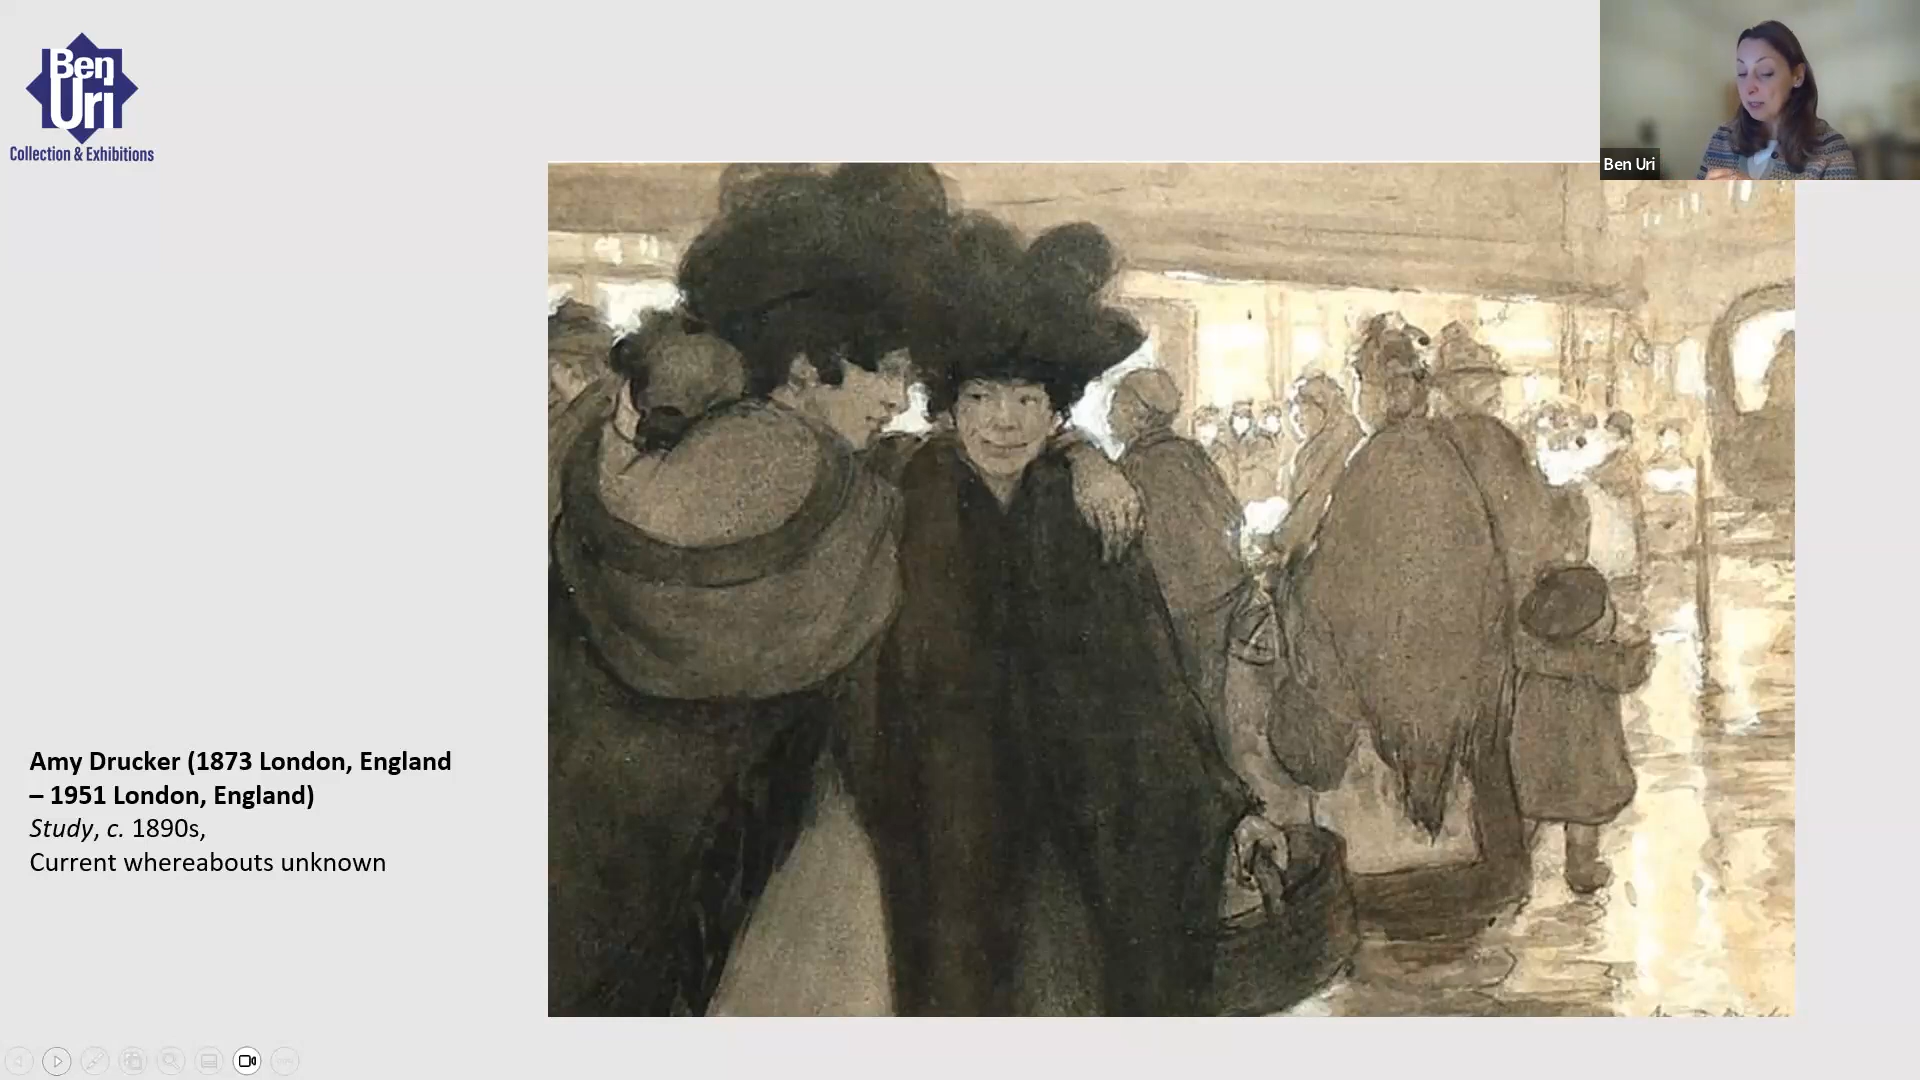 Ben
Uri
Collection & Exhibitions
Ben Uri
Amy Drucker (1873 London, England
– 1951 London, England)
Study, c. 1890s,
Current whereabouts unknown